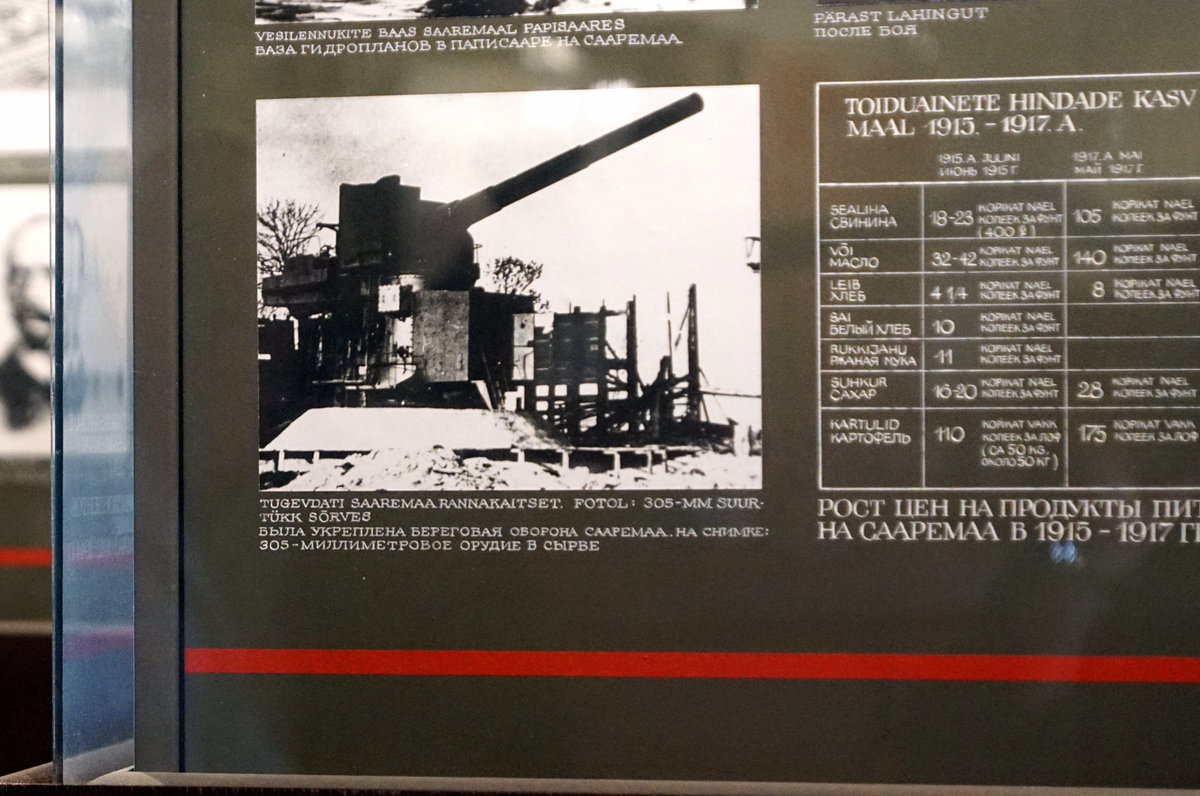 VESILENNUKITE BAAS SAAREMAAL PAPISAARES
БАЗА ГИДРОПЛАНОВ В ПАПИСААРЕ НА СААРЕМАА
PÄRAST LAHINGUT
ПОСЛЕ БОЯ
TUGEVDATI SAAREMAA RANNAKAITSET. FOTOL: 305-MM SUUR-
TÜKK SÕRVES
БЫЛА УКРЕПЛЕНА БЕРЕГОВАЯ ОБОРОНА СААРЕМАА. НА СНИМКЕ:
305-МИЛЛИМЕТРОВОЕ ОРУДИЕ В СЫРВЕ
TOIDUAINETE HINDADE KASV
MAAL 1915. - 1917. A.
1915. A. JUUNI 1917. A. MAI
ИЮНЬ 1915 Г. МАЙ 1917 Г.
SEALIHA 18-23 KOPIKAT NAEL 105 KOPIKAT NAEL
СВИНИНА КОПЕЕК ЗА ФУНТ КОПЕЕК ЗА ФУНТ
(400 g)
VÕI 32-42 KOPIKAT NAEL 140 KOPIKAT NAEL
МАСЛО КОПЕЕК ЗА ФУНТ КОПЕЕК ЗА ФУНТ
LEIB 4 1/4 KOPIKAT NAEL 8 KOPIKAT NAEL
ХЛЕБ КОПЕЕК ЗА ФУНТ КОПЕЕК ЗА ФУНТ
SAI 10 KOPIKAT NAEL
БЕЛЫЙ ХЛЕБ КОПЕЕК ЗА ФУНТ
RUKKIJAHU 11 KOPIKAT NAEL
РЖАНАЯ МУКА КОПЕЕК ЗА ФУНТ
SUHKUR 16-20 KOPIKAT NAEL 28 KOPIKAT NAEL
САХАР КОПЕЕК ЗА ФУНТ КОПЕЕК ЗА ФУНТ
KARTULID 110 KOPIKAT VAKK 175 KOPIKAT VAKK
КАРТОФЕЛЬ КОПЕЕК ЗА ЛОФ КОПЕЕК ЗА ЛОФ
(CA 50 KG.
ОКОЛО 50 КГ)
РОСТ ЦЕН НА ПРОДУКТЫ ПИТ
НА СААРЕМАА В 1915 - 1917 ГГ